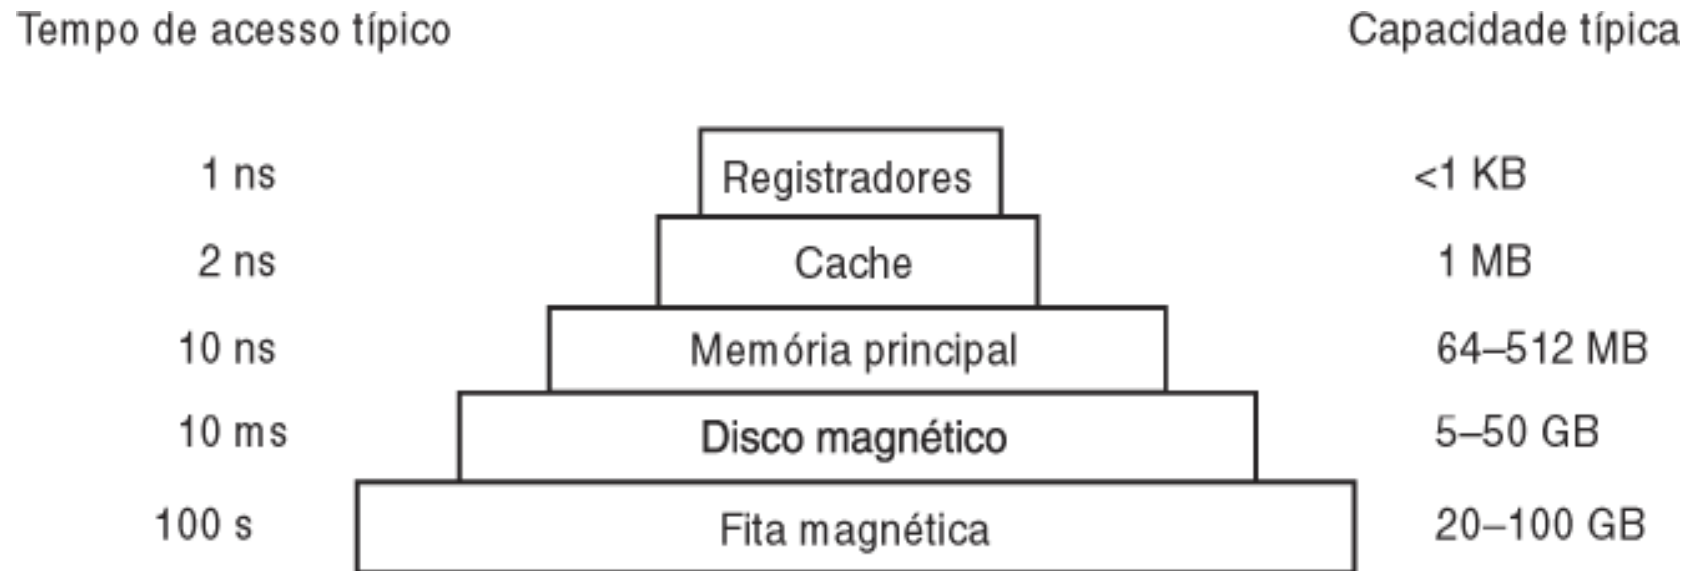 Tempo de acesso típico Capacidade típica
1 ns Registradores <1 KB
2 ns Cache 1 MB
10 ns Memória principal 64–512 MB
10 ms Disco magnético 5–50 GB
100 s Fita magnética 20–100 GB